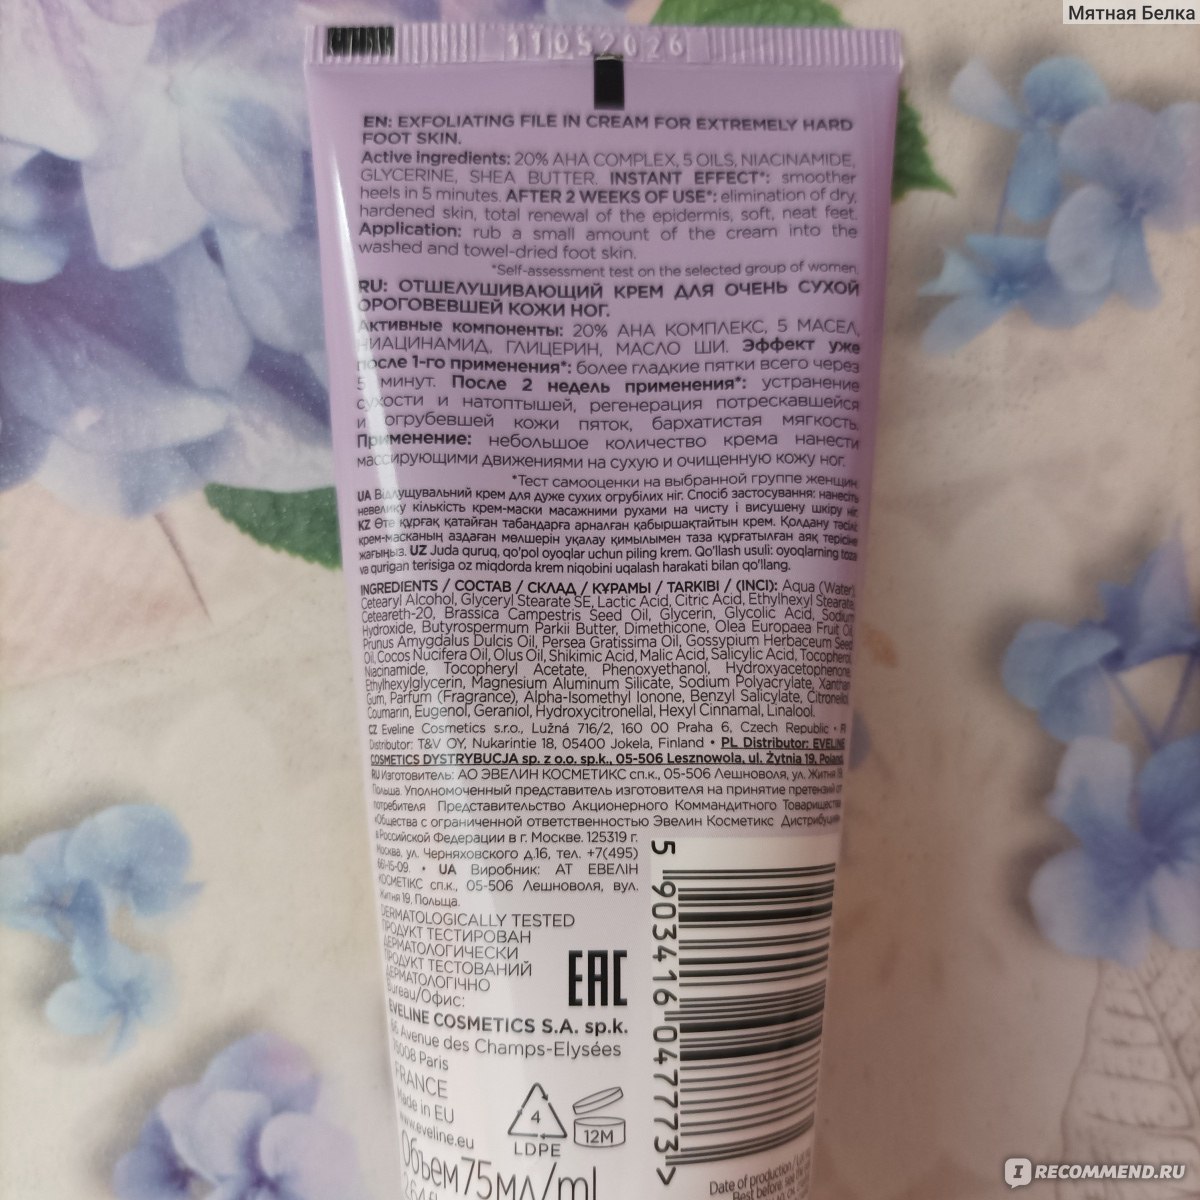 Мятная Белка
11052026
EN: EXFOLIATING FILE IN CREAM FOR EXTREMELY HARD
FOOT SKIN.
Active ingredients: 20% AHA COMPLEX, 5 OILS, NIACINAMIDE,
GLYCERINE, SHEA BUTTER. INSTANT EFFECT*: smoother
heels in 5 minutes. AFTER 2 WEEKS OF USE*: elimination of dry,
hardened skin, total renewal of the epidermis, soft, neat feet.
Application: rub a small amount of the cream into the
washed and towel-dried foot skin.
*Self-assessment test on the selected group of women.
RU: ОТШЕЛУШИВАЮЩИЙ КРЕМ ДЛЯ ОЧЕНЬ СУХОЙ
ОРОГОВЕВШЕЙ КОЖИ НОГ.
Активные компоненты: 20% АНА КОМПЛЕКС, 5 МАСЕЛ,
НИАЦИНАМИД, ГЛИЦЕРИН, МАСЛО ШИ. Эффект уже
после 1-го применения*: более гладкие пятки всего через
5 минут. После 2 недель применения*: устранение
сухости и натоптышей, регенерация потрескавшейся
и огрубевшей кожи пяток, бархатистая мягкость.
Применение: небольшое количество крема нанести
массирующими движениями на сухую и очищенную кожу ног.
*Тест самооценки на выбранной группе женщин.
UA Відлущувальний крем для дуже сухих огрубілих ніг. Спосіб застосування: нанесіть
невелику кількість крем-маски масажними рухами на чисту і висушену шкіру ніг.
KZ Өте құрғақ қатайған табандарға арналған қабыршақтайтын крем. Қолдану тәсілі:
крем-масканың аздаған мөлшерін уқалау қимылымен таза құрғатылған аяқ терісіне
жағыңыз. UZ Juda quruq, qo'pol oyoqlar uchun piling krem. Qo'llash usuli: oyoqlarning toza
va qurigan terisiga oz miqdorda krem niqobini uqalash harakati bilan qo'llang.
INGREDIENTS / СОСТАВ / СКЛАД / ҚҰРАМЫ / TARKIBI / (INCI): Aqua (Water),
Cetearyl Alcohol, Glyceryl Stearate SE, Lactic Acid, Citric Acid, Ethylhexyl Stearate,
Ceteareth-20, Brassica Campestris Seed Oil, Glycerin, Glycolic Acid, Sodium
Hydroxide, Butyrospermum Parkii Butter, Dimethicone, Olea Europaea Fruit Oil,
Prunus Amygdalus Dulcis Oil, Persea Gratissima Oil, Gossypium Herbaceum Seed
Oil, Cocos Nucifera Oil, Olus Oil, Shikimic Acid, Malic Acid, Salicylic Acid, Tocopherol,
Niacinamide, Tocopheryl Acetate, Phenoxyethanol, Hydroxyacetophenone,
Ethylhexylglycerin, Magnesium Aluminum Silicate, Sodium Polyacrylate, Xanthan
Gum, Parfum (Fragrance), Alpha-Isomethyl Ionone, Benzyl Salicylate, Citronellol,
Coumarin, Eugenol, Geraniol, Hydroxycitronellal, Hexyl Cinnamal, Linalool.
CZ Eveline Cosmetics s.r.o., Lužná 716/2, 160 00 Praha 6, Czech Republic • FI
Distributor: T&V OY, Nukarintie 18, 05400 Jokela, Finland • PL Distributor: EVELINE
COSMETICS DYSTRYBUCJA sp. z o.o. sp.k., 05-506 Lesznowola, ul. Żytnia 19, Poland
RU Изготовитель: АО ЭВЕЛИН КОСМЕТИКС сп.к., 05-506 Лешноволя, ул. Житня 19,
Польша. Уполномоченный представитель изготовителя на принятие претензий от
потребителя Представительство Акционерного Коммандитного Товарищества
«Общества с ограниченной ответственностью Эвелин Косметикс Дистрибуция»
в Российской Федерации в г. Москве. 125319 г.
Москва, ул. Черняховского д.16, тел. +7(495)
61-15-09. • UA Виробник: АТ ЕВЕЛІН
КОСМЕТІКС сп.к., 05-506 Лешноволя, вул.
Житня 19. Польща.
DERMATOLOGICALLY TESTED
ПРОДУКТ ТЕСТИРОВАН
ДЕРМАТОЛОГИЧЕСКИ
ПРОДУКТ ТЕСТОВАНИЙ
ДЕРМАТОЛОГІЧНО
Bureau/Офис:
EVELINE COSMETICS S.A. sp.k.
Avenue des Champs-Elysées
75008 Paris
FRANCE
Made in EU
www.eveline.eu
EAC
5 903416 047773 >
4
LDPE
12M
Объем 75мл/ml
Date of production/
Best before, see the
IRECOMMEND.RU